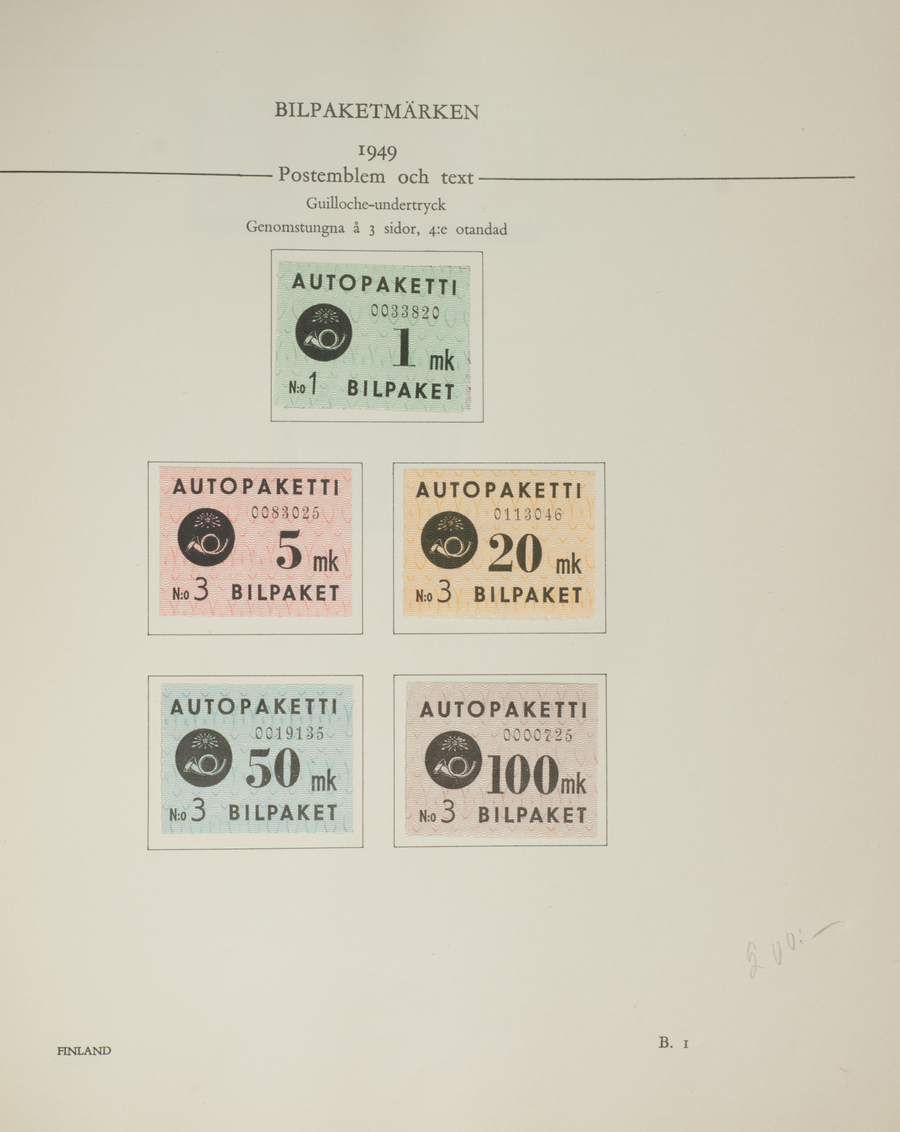 BILPAKETMÄRKEN
1949
Postemblem och text
Guilloche-undertryck
Genomstungna å 3 sidor, 4:e otandad
AUTOPAKETTI
0033820
1 mk
N:o 1 BILPAKET
AUTOPAKETTI
0083025
5 mk
N:o 3 BILPAKET
AUTOPAKETTI
0113046
20 mk
N:o 3 BILPAKET
AUTOPAKETTI
0019135
50 mk
N:o 3 BILPAKET
AUTOPAKETTI
0000725
100 mk
N:o 3 BILPAKET
200:-
FINLAND
B. 1